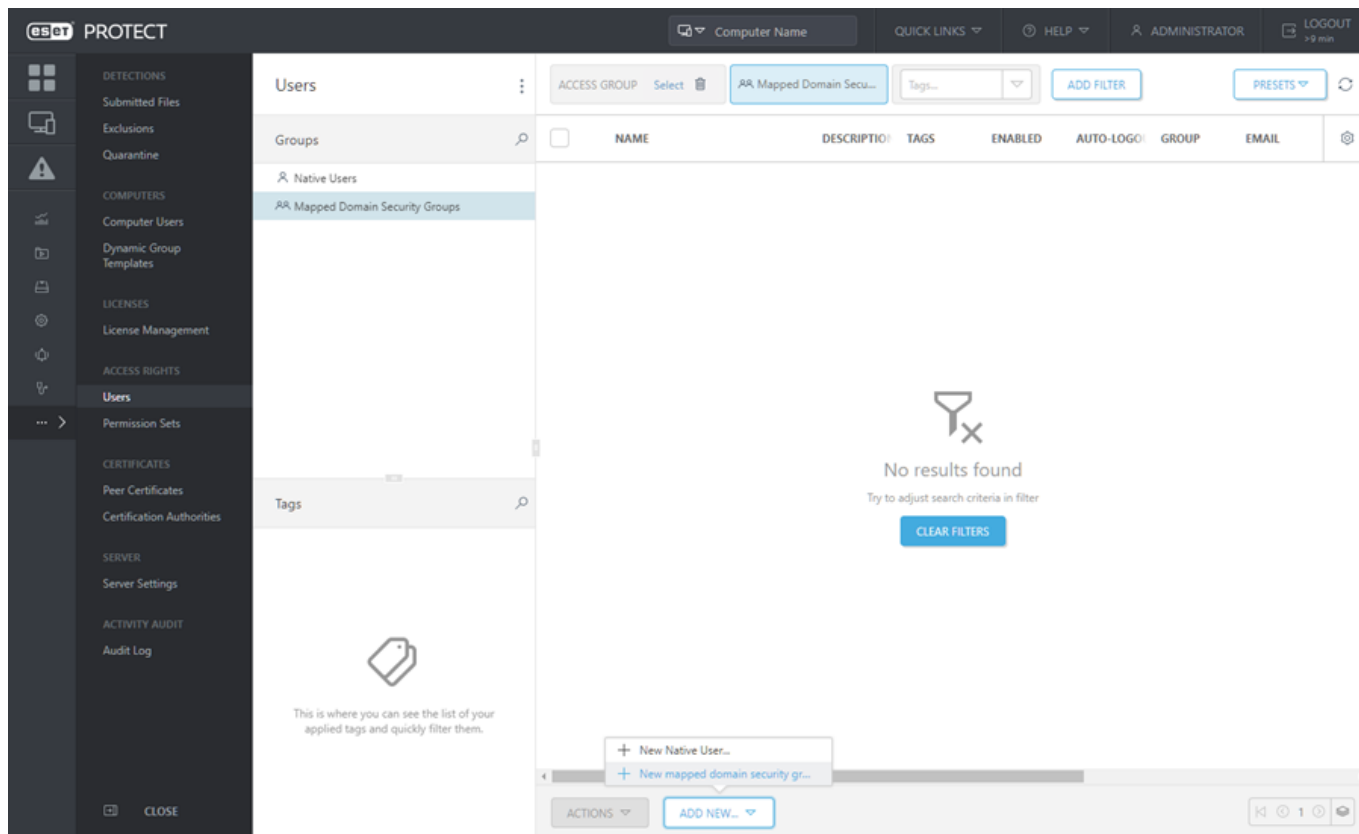 eset PROTECT
Computer Name
QUICK LINKS
HELP
ADMINISTRATOR
LOGOUT
>9 min
DETECTIONS
Submitted Files
Exclusions
Quarantine
COMPUTERS
Computer Users
Dynamic Group
Templates
LICENSES
License Management
ACCESS RIGHTS
Users
Permission Sets
CERTIFICATES
Peer Certificates
Certification Authorities
SERVER
Server Settings
ACTIVITY AUDIT
Audit Log
CLOSE
Users
Groups
Native Users
Mapped Domain Security Groups
Tags
This is where you can see the list of your
applied tags and quickly filter them.
ACCESS GROUP Select
Mapped Domain Secu...
Tags...
ADD FILTER
PRESETS
NAME DESCRIPTIO TAGS ENABLED AUTO-LOGO GROUP EMAIL
No results found
Try to adjust search criteria in filter
CLEAR FILTERS
New Native User...
New mapped domain security gr...
ACTIONS
ADD NEW...
1